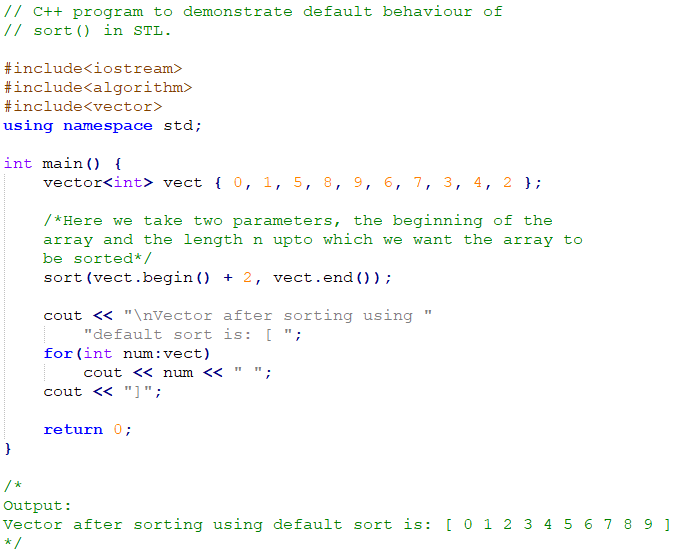 // C++ program to demonstrate default behaviour of
// sort() in STL.
#include<iostream>
#include<algorithm>
#include<vector>
using namespace std;
int main() {
vector<int> vect { 0, 1, 5, 8, 9, 6, 7, 3, 4, 2 };
/*Here we take two parameters, the beginning of the
array and the length n upto which we want the array to
be sorted*/
sort(vect.begin() + 2, vect.end());
cout << "\nVector after sorting using "
"default sort is: [ ";
for(int num:vect)
cout << num << " ";
cout << "]";
return 0;
}
/*
Output:
Vector after sorting using default sort is: [ 0 1 2 3 4 5 6 7 8 9 ]
*/